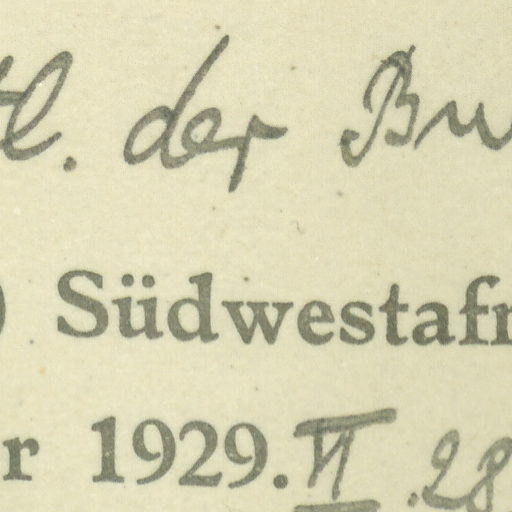 der
) Südwestafr
r 1929. VI. 28